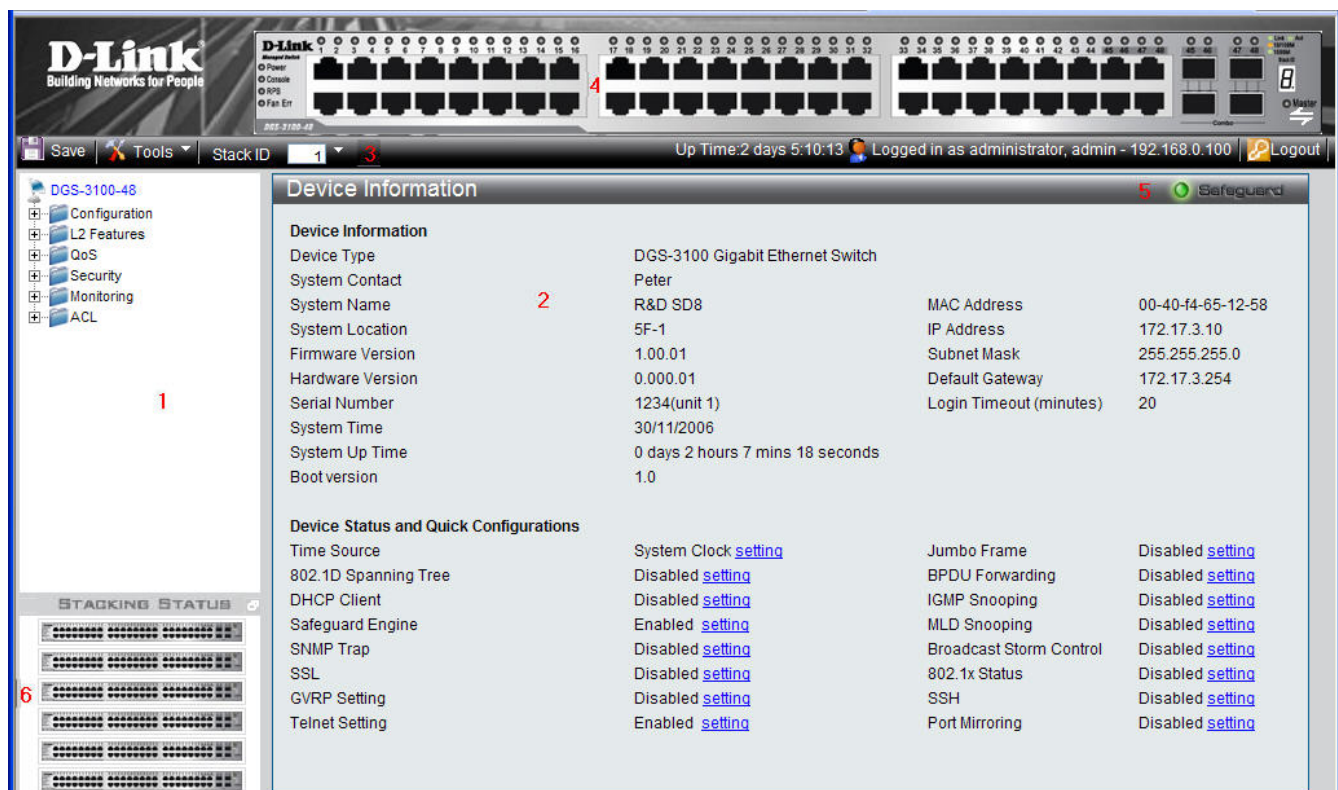 D-Link
Building Networks for People
D-Link
1 2 3 4 5 6 7 8 9 10 11 12 13 14 15 16
17 18 19 20 21 22 23 24 25 26 27 28 29 30 31 32
33 34 35 36 37 38 39 40 41 42 43 44 45 46 47 48
45 46 47 48
Power
Console
RPS
Fan Err
DGS-3100-48
4
8
Master
Combo
Save
Tools
Stack ID
1
3
Up Time:2 days 5:10:13
Logged in as administrator, admin - 192.168.0.100
Logout
DGS-3100-48
Configuration
L2 Features
QoS
Security
Monitoring
ACL
1
STACKING STATUS
6
Device Information
5
Safeguard
Device Information
Device Type DGS-3100 Gigabit Ethernet Switch
System Contact Peter
2
System Name R&D SD8 MAC Address 00-40-f4-65-12-58
System Location 5F-1 IP Address 172.17.3.10
Firmware Version 1.00.01 Subnet Mask 255.255.255.0
Hardware Version 0.000.01 Default Gateway 172.17.3.254
Serial Number 1234(unit 1) Login Timeout (minutes) 20
System Time 30/11/2006
System Up Time 0 days 2 hours 7 mins 18 seconds
Boot version 1.0
Device Status and Quick Configurations
Time Source System Clock setting Jumbo Frame Disabled setting
802.1D Spanning Tree Disabled setting BPDU Forwarding Disabled setting
DHCP Client Disabled setting IGMP Snooping Disabled setting
Safeguard Engine Enabled setting MLD Snooping Disabled setting
SNMP Trap Disabled setting Broadcast Storm Control Disabled setting
SSL Disabled setting 802.1x Status Disabled setting
GVRP Setting Disabled setting SSH Disabled setting
Telnet Setting Enabled setting Port Mirroring Disabled setting